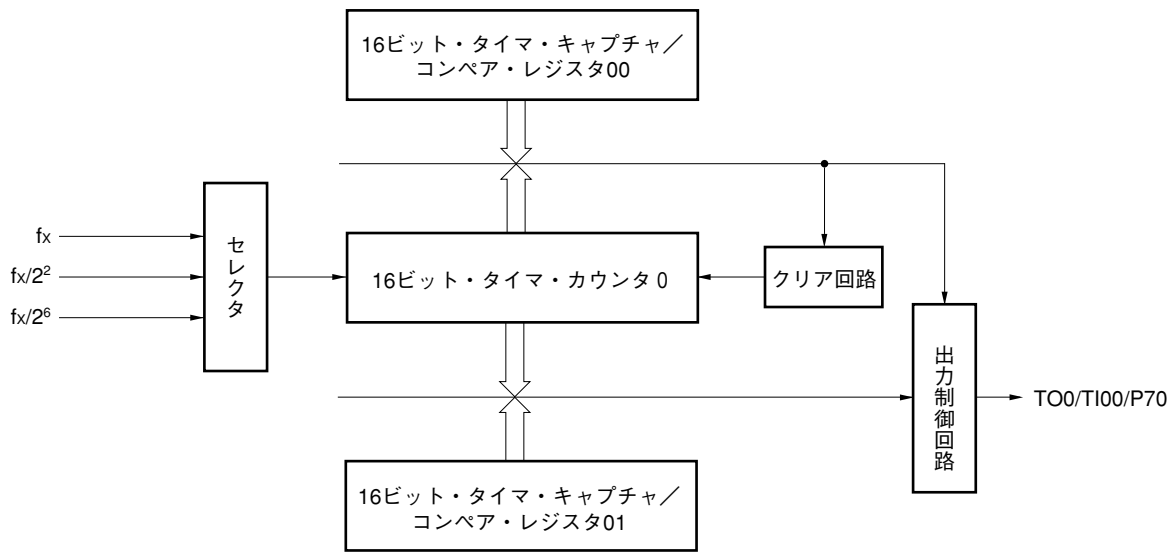 16ビット・タイマ・キャプチャ／
コンペア・レジスタ00
fx
fx/2²
fx/2⁶
セレクタ
16ビット・タイマ・カウンタ0
クリア回路
出力制御回路
TO0/TI00/P70
16ビット・タイマ・キャプチャ／
コンペア・レジスタ01